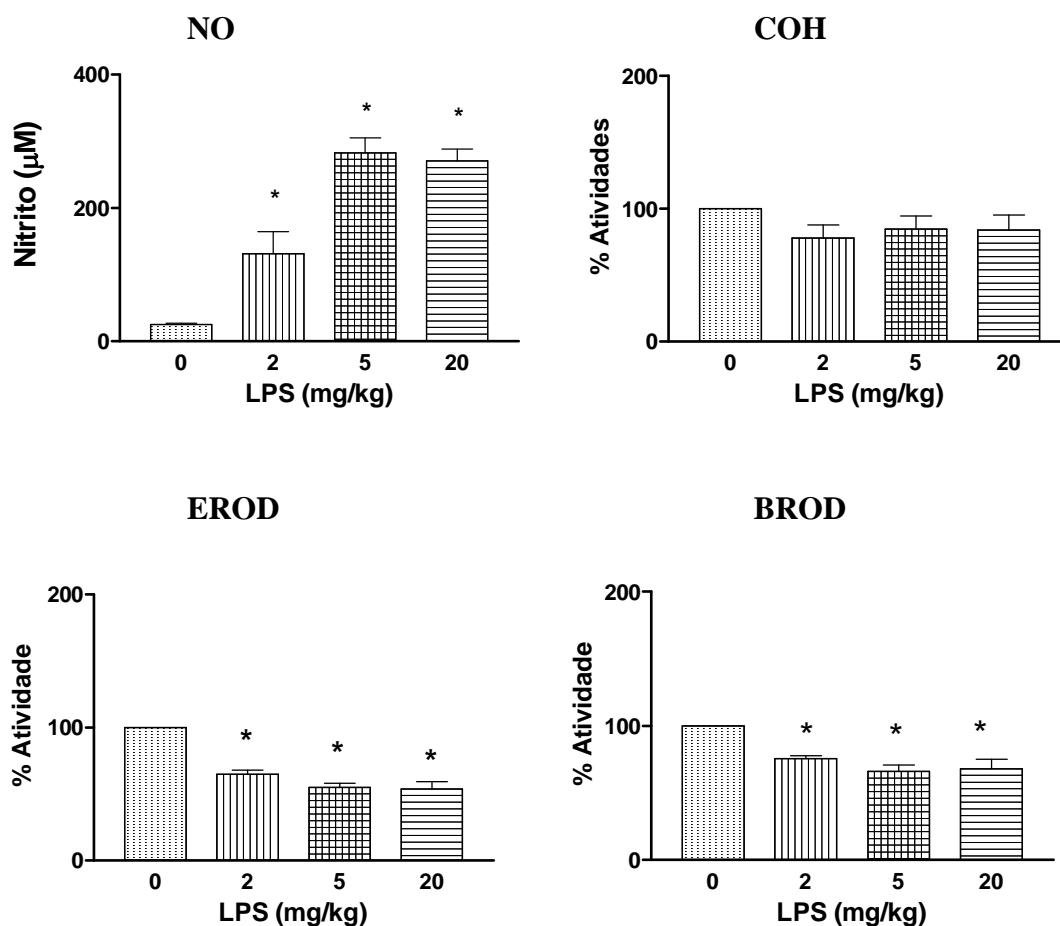 NO
400
200
0
Nitrito (µM)
*
*
*
0 2 5 20
LPS (mg/kg)
COH
200
100
0
% Atividades
0 2 5 20
LPS (mg/kg)
EROD
200
100
0
% Atividade
*
*
*
0 2 5 20
LPS (mg/kg)
BROD
200
100
0
% Atividade
*
*
*
0 2 5 20
LPS (mg/kg)